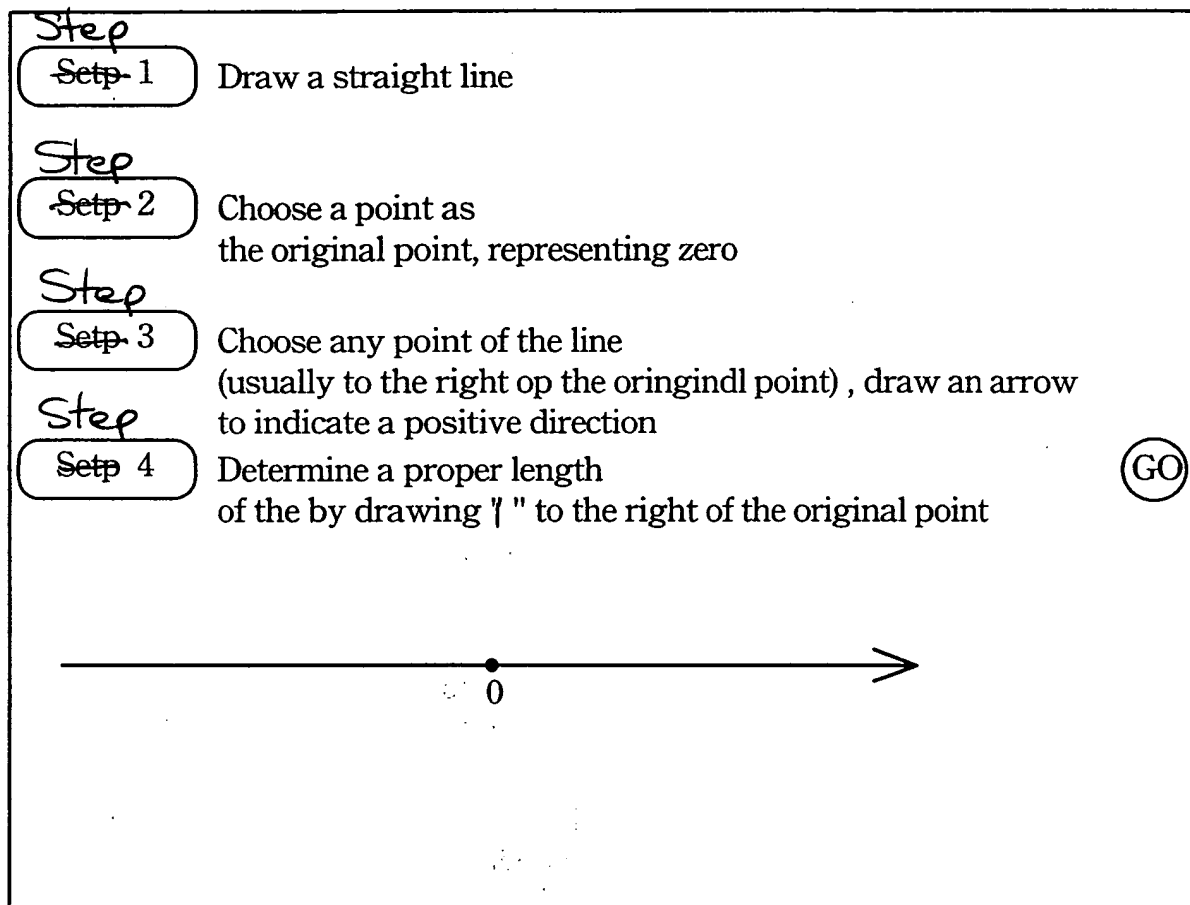 Step
Setp 1 Draw a straight line
Step
Setp 2 Choose a point as
the original point, representing zero
Step
Setp 3 Choose any point of the line
(usually to the right op the oringindl point) , draw an arrow
to indicate a positive direction
Step
Setp 4 Determine a proper length
GO
of the by drawing "| " to the right of the original point
0